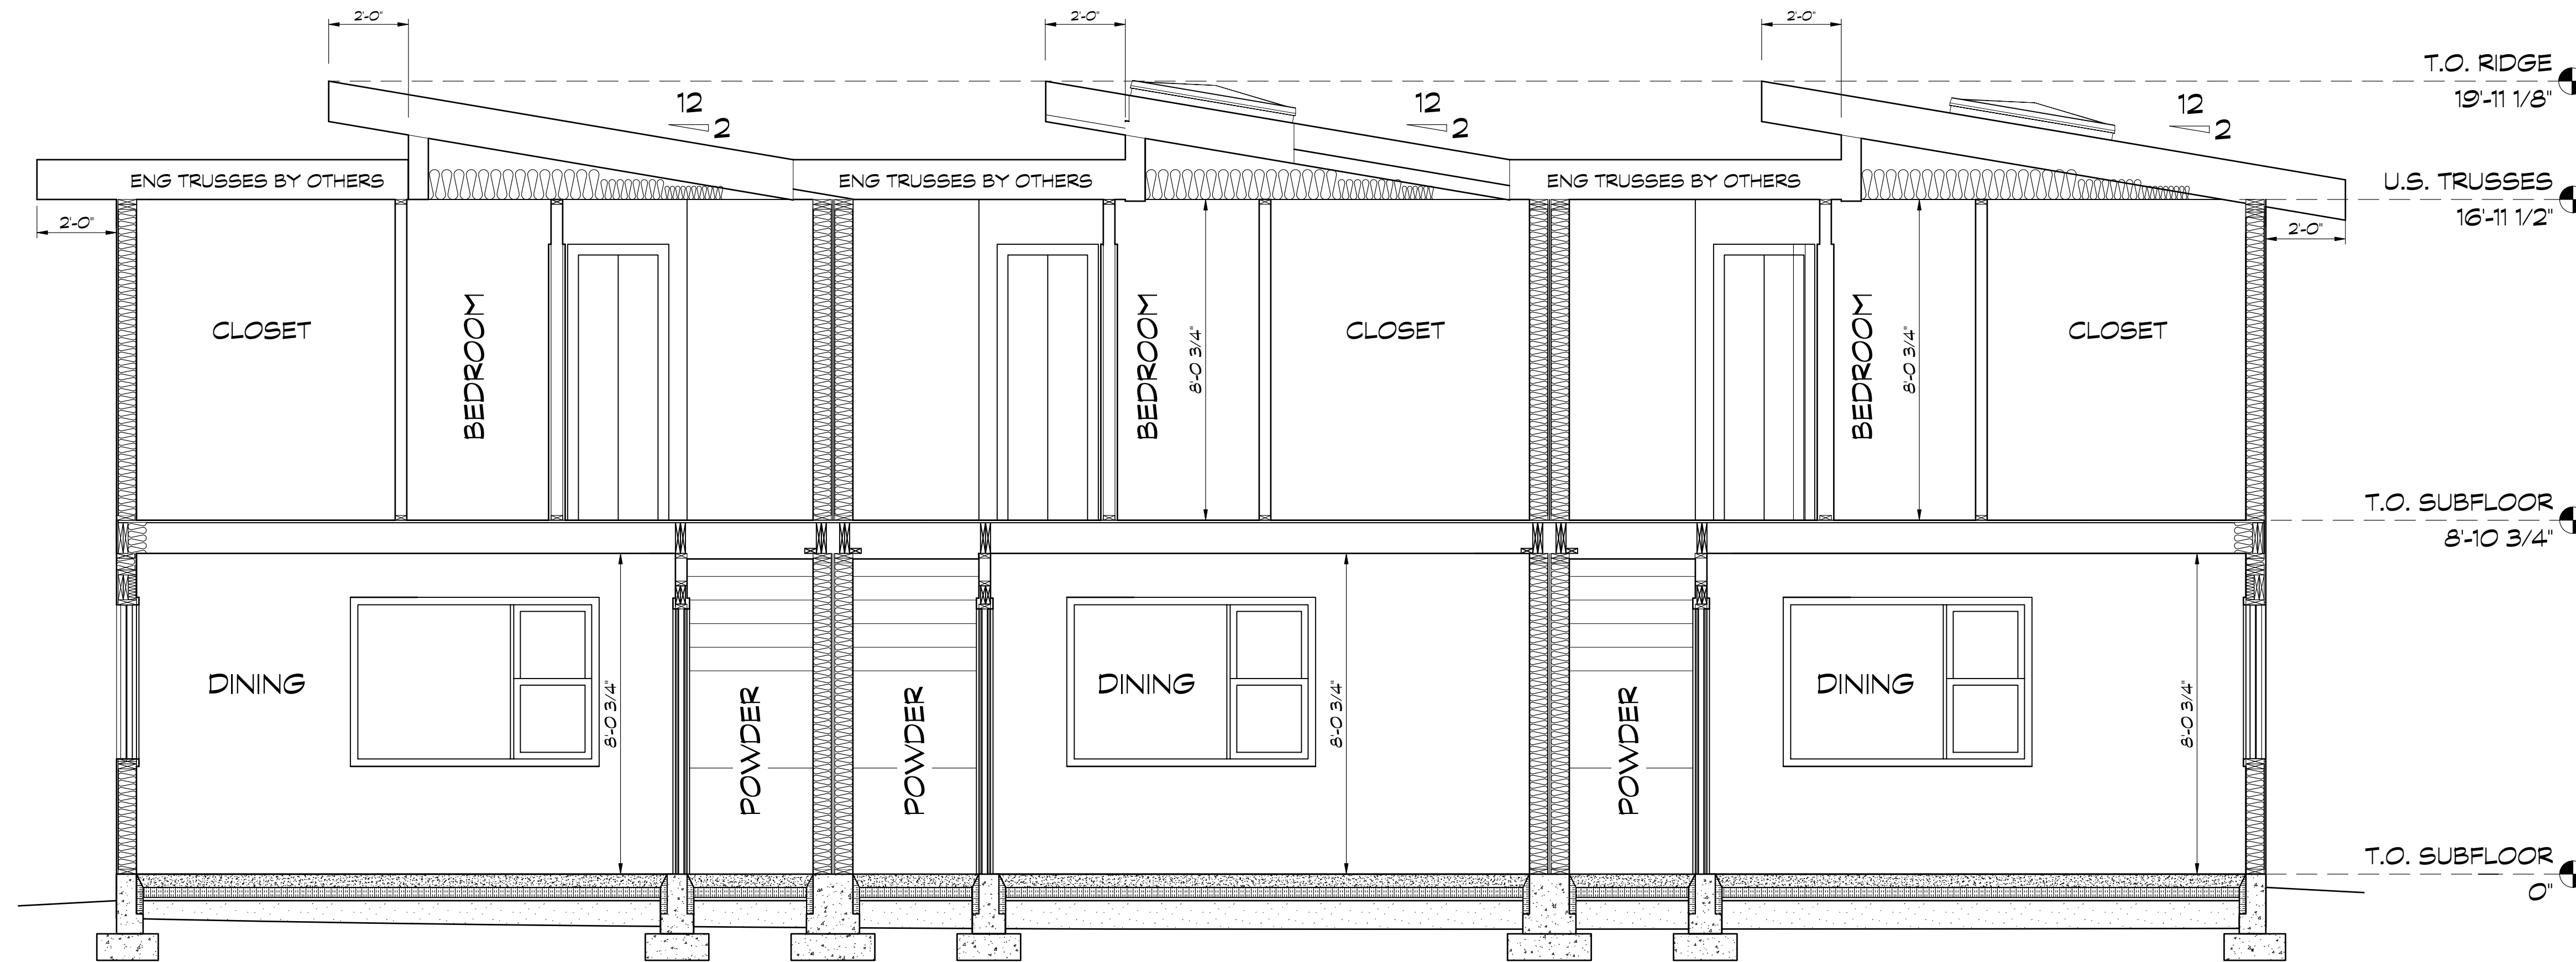 2'-0"
2'-0"
2'-0"
T.O. RIDGE
19'-11 1/8"
12
2
12
2
12
2
ENG TRUSSES BY OTHERS
ENG TRUSSES BY OTHERS
ENG TRUSSES BY OTHERS
U.S. TRUSSES
16'-11 1/2"
2'-0"
2'-0"
CLOSET
BEDROOM
BEDROOM
8'-0 3/4"
CLOSET
BEDROOM
8'-0 3/4"
CLOSET
T.O. SUBFLOOR
8'-10 3/4"
DINING
8'-0 3/4"
POWDER
POWDER
DINING
8'-0 3/4"
POWDER
DINING
8'-0 3/4"
T.O. SUBFLOOR
0"